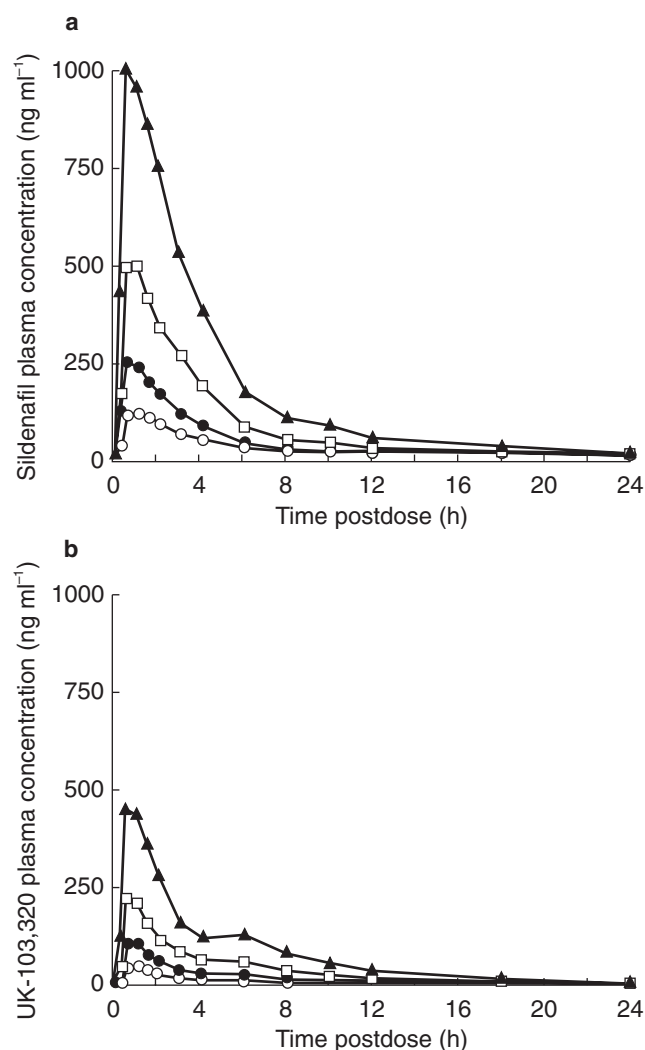 a
Sildenafil plasma concentration (ng ml⁻¹)
1000
750
500
250
0
0 4 8 12 16 20 24
Time postdose (h)
b
UK-103,320 plasma concentration (ng ml⁻¹)
1000
750
500
250
0
0 4 8 12 16 20 24
Time postdose (h)